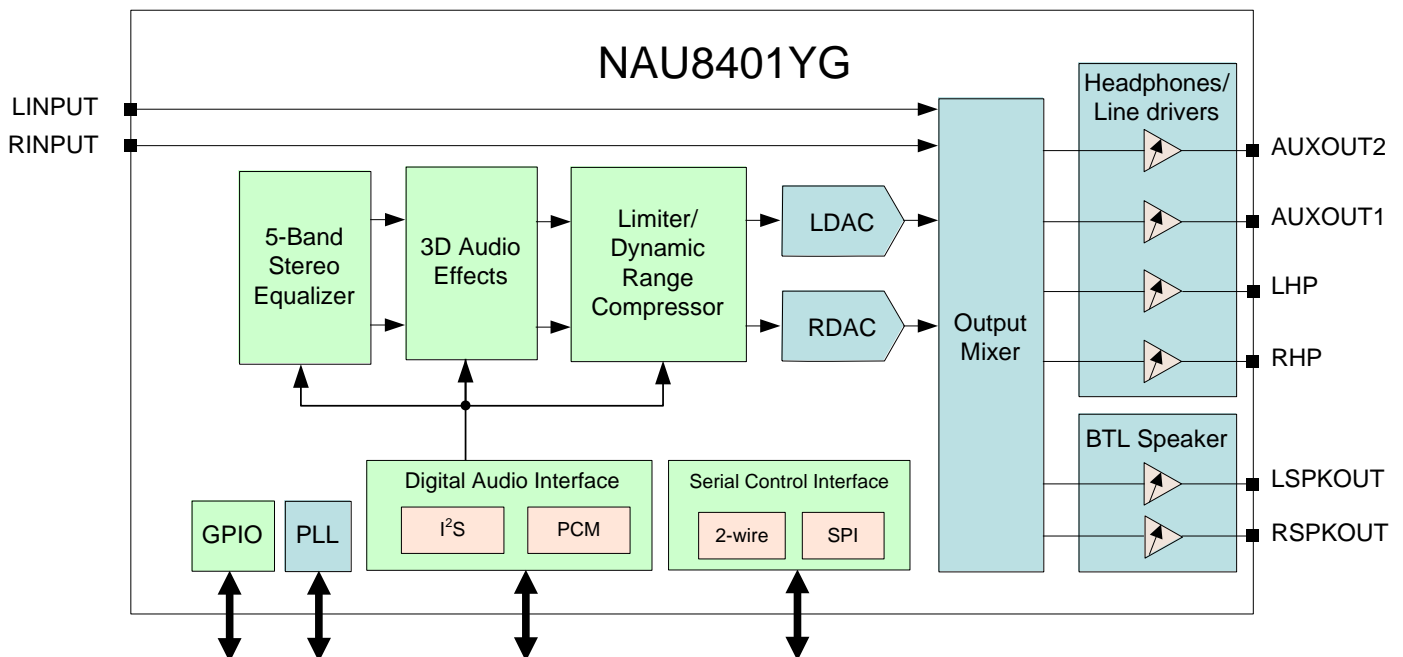 NAU8401YG
LINPUT
RINPUT
5-Band
Stereo
Equalizer
3D Audio
Effects
Limiter/
Dynamic
Range
Compressor
LDAC
RDAC
Output
Mixer
Headphones/
Line drivers
AUXOUT2
AUXOUT1
LHP
RHP
BTL Speaker
LSPKOUT
RSPKOUT
GPIO
PLL
Digital Audio Interface
I²S
PCM
Serial Control Interface
2-wire
SPI